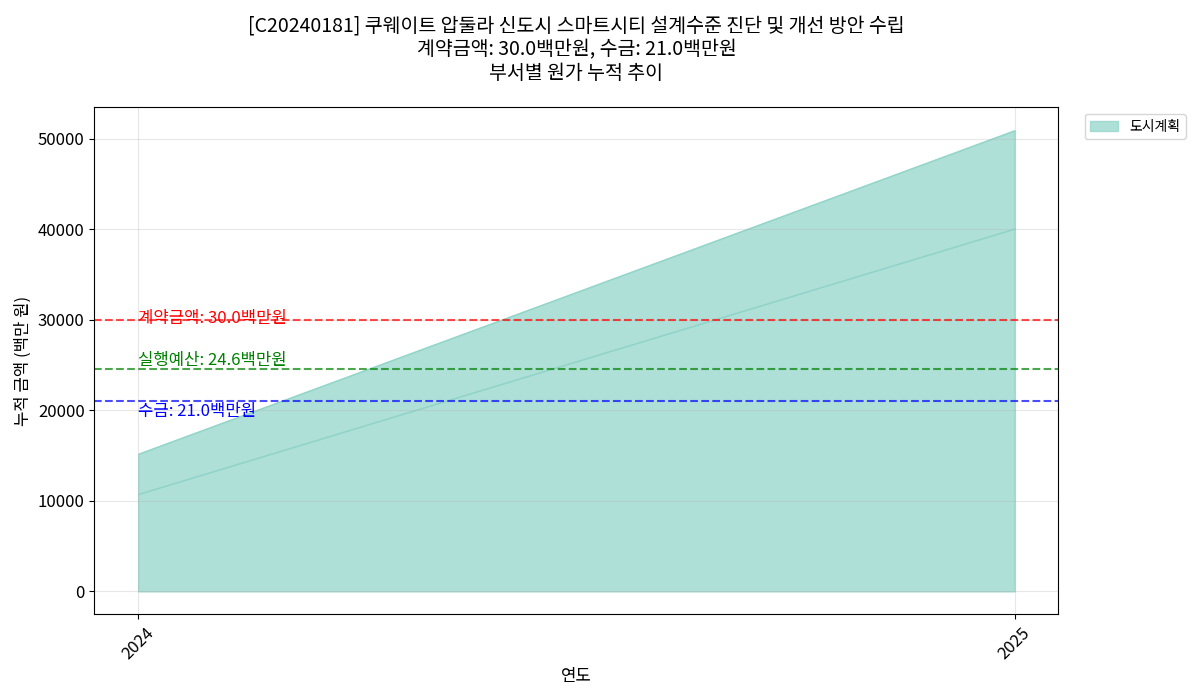 [C20240181] 쿠웨이트 압둘라 신도시 스마트시티 설계수준 진단 및 개선 방안 수립
계약금액: 30.0백만원, 수금: 21.0백만원
부서별 원가 누적 추이
도시계획
누적 금액 (백만 원)
50000
40000
30000
20000
10000
0
계약금액: 30.0백만원
실행예산: 24.6백만원
수금: 21.0백만원
2024
2025
연도